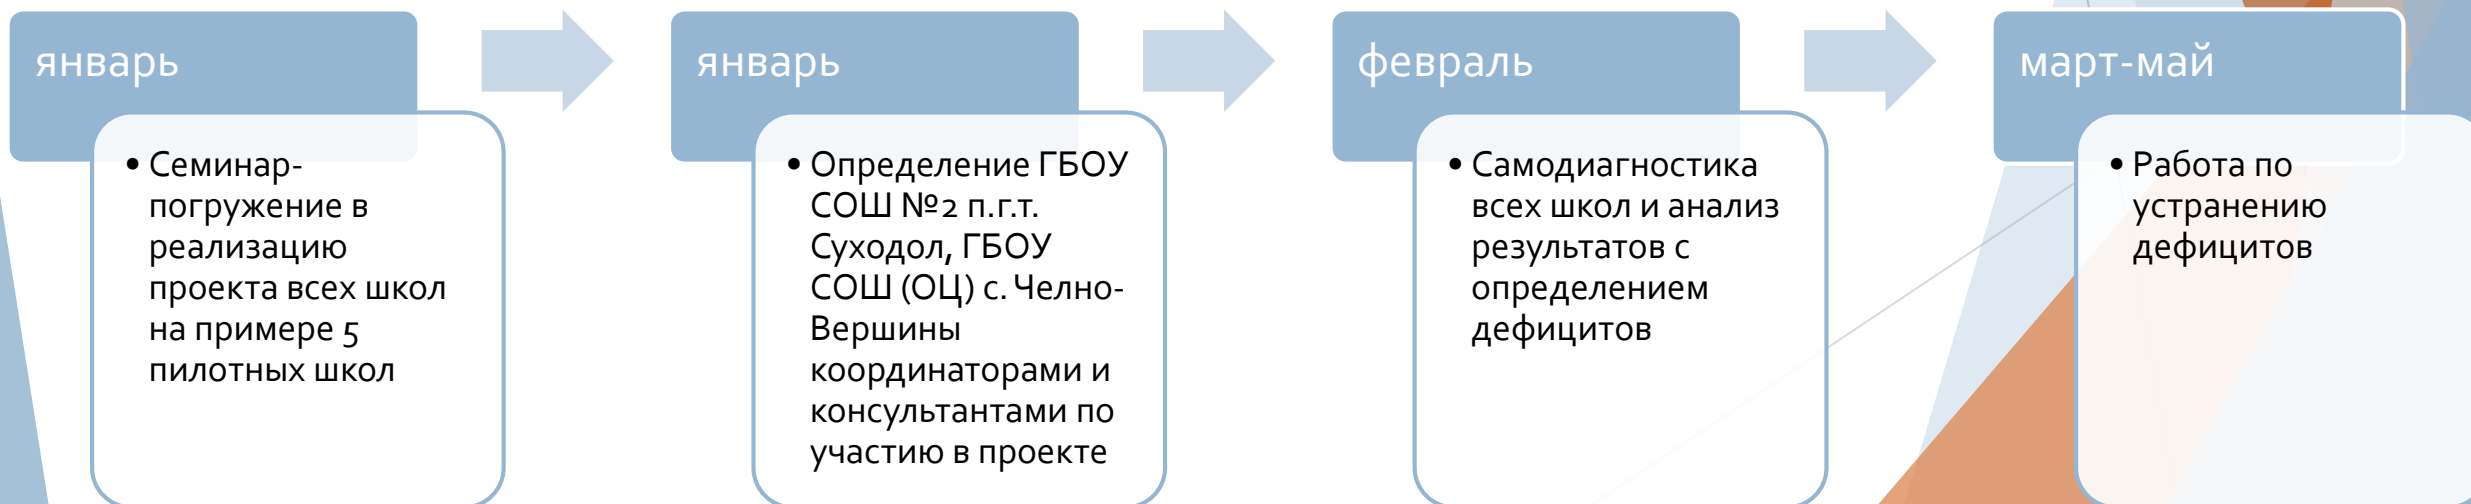 январь
• Семинар-
погружение в
реализацию
проекта всех школ
на примере 5
пилотных школ
январь
• Определение ГБОУ
СОШ №2 п.г.т.
Суходол, ГБОУ
СОШ (ОЦ) с. Челно-
Вершины
координаторами и
консультантами по
участию в проекте
февраль
• Самодиагностика
всех школ и анализ
результатов с
определением
дефицитов
март-май
• Работа по
устранению
дефицитов